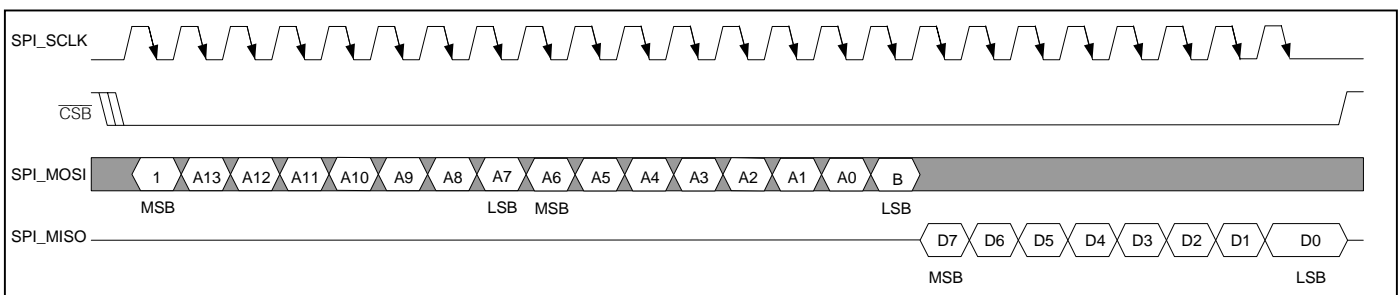 SPI_SCLK
CSB
SPI_MOSI 1 A13 A12 A11 A10 A9 A8 A7 A6 A5 A4 A3 A2 A1 A0 B
MSB LSB MSB LSB
SPI_MISO D7 D6 D5 D4 D3 D2 D1 D0
MSB LSB